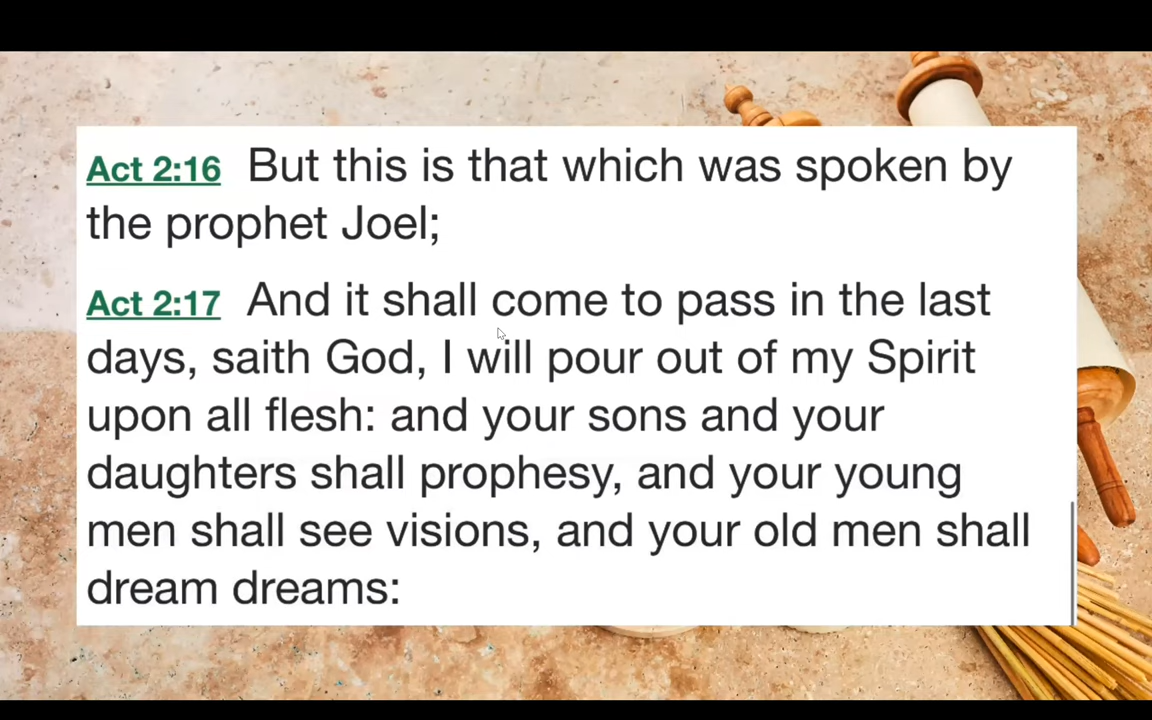 Act 2:16 But this is that which was spoken by
the prophet Joel;
Act 2:17 And it shall come to pass in the last
days, saith God, I will pour out of my Spirit
upon all flesh: and your sons and your
daughters shall prophesy, and your young
men shall see visions, and your old men shall
dream dreams: